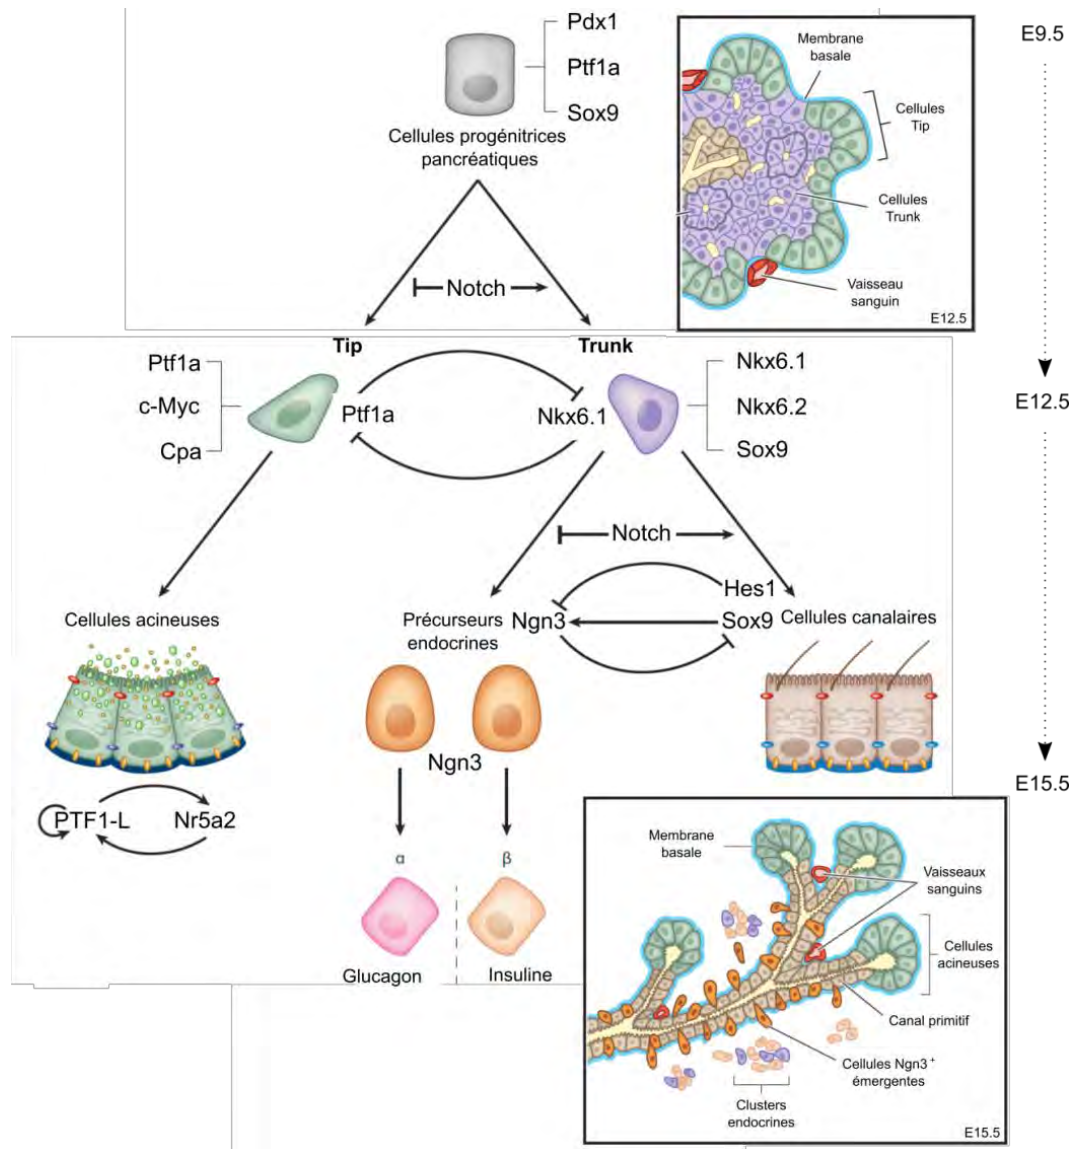 Pdx1
Ptf1a
Sox9
Cellules progénitrices
pancréatiques
Membrane
basale
Cellules
Tip
Cellules
Trunk
Vaisseau
sanguin
E12.5
E9.5
Notch
Tip
Trunk
Ptf1a
c-Myc
Cpa
Ptf1a
Nkx6.1
Nkx6.1
Nkx6.2
Sox9
E12.5
Notch
Hes1
Ngn3
Sox9
Cellules acineuses
Précurseurs
endocrines
Cellules canalaires
Ngn3
PTF1-L
Nr5a2
α
β
Glucagon
Insuline
E15.5
Membrane
basale
Vaisseaux
sanguins
Cellules
acineuses
Canal primitif
Cellules Ngn3⁺
émergentes
Clusters
endocrines
E15.5